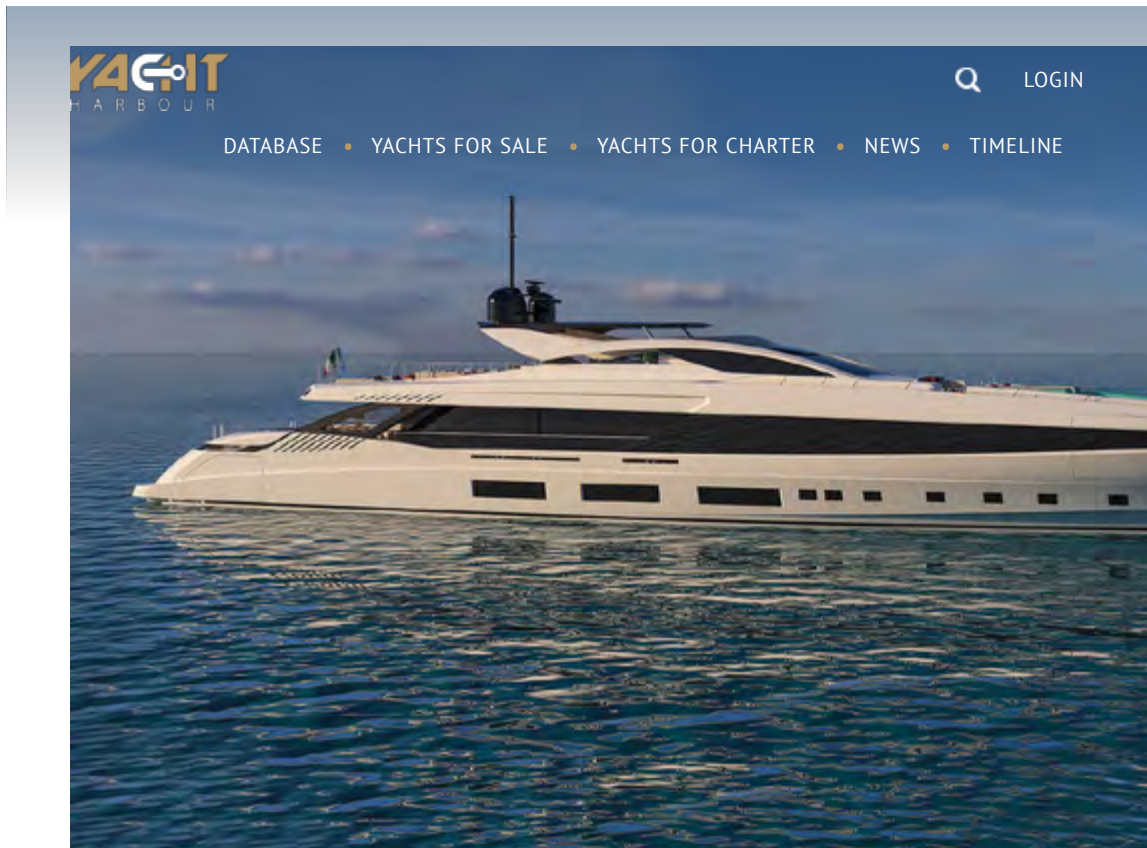 YACHT
HARBOUR
LOGIN
DATABASE • YACHTS FOR SALE • YACHTS FOR CHARTER • NEWS • TIMELINE